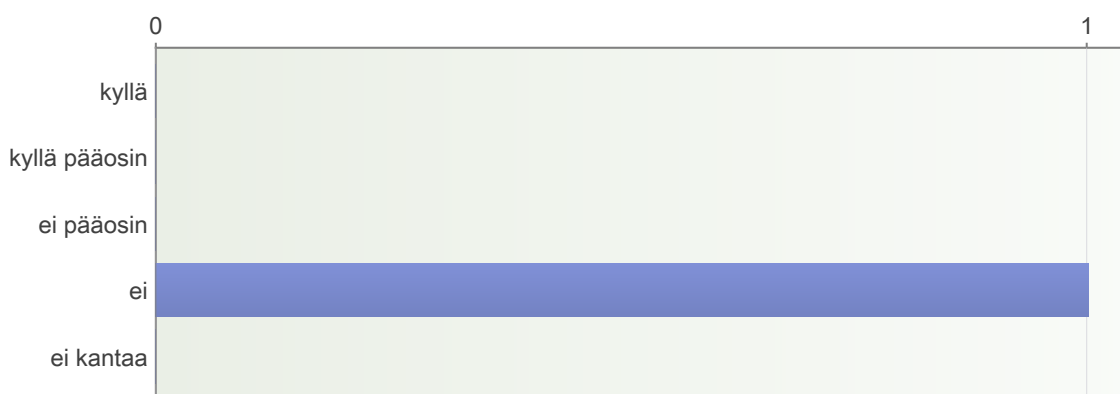 0 1
kyllä
kyllä pääosin
ei pääosin
ei
ei kantaa